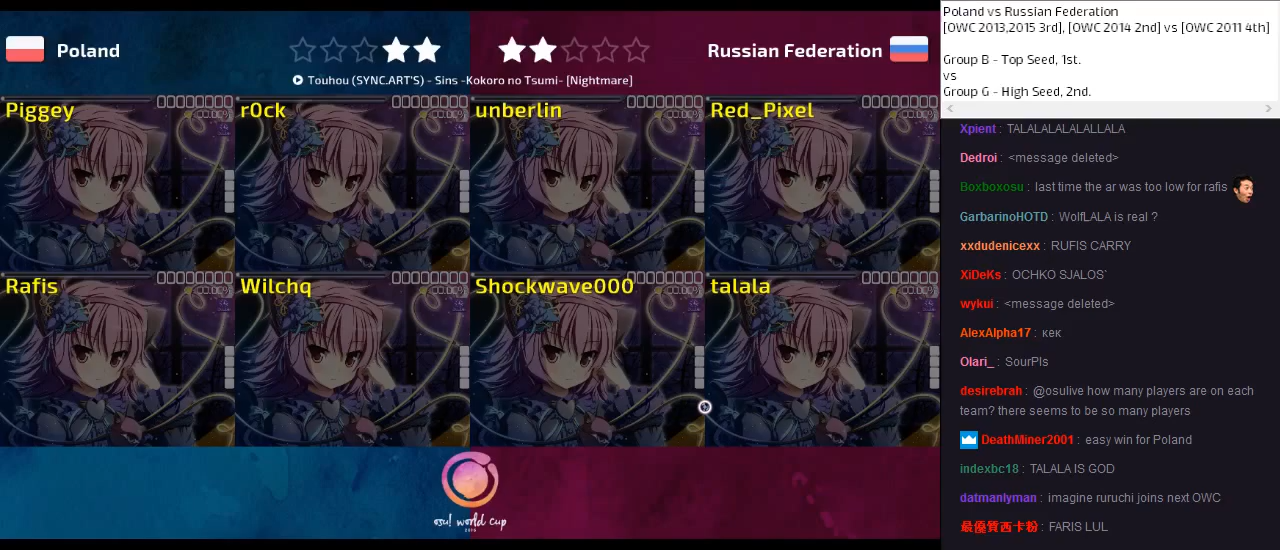 Poland
Russian Federation
Touhou (SYNC.ART'S) - Sins -Kokoro no Tsumi- [Nightmare]
Piggey
r0ck
unberlin
Red_Pixel
Rafis
Wilchq
Shockwave000
talala
osu! world cup
Poland vs Russian Federation
[OWC 2013,2015 3rd], [OWC 2014 2nd] vs [OWC 2011 4th]
Group B - Top Seed, 1st.
vs
Group G - High Seed, 2nd.
Xpient : TALALALALALALLALA
Dedroi : <message deleted>
Boxboxosu : last time the ar was too low for rafis
GarbarinoHOTD : WolfLALA is real ?
xxdudenicexx : RUFIS CARRY
XiDeKs : OCHKO SJALOS`
wykui : <message deleted>
AlexAlpha17 : кек
Olari_ : SourPls
desirebrah : @osulive how many players are on each
team? there seems to be so many players
DeathMiner2001 : easy win for Poland
indexbc18 : TALALA IS GOD
datmanlyman : imagine ruruchi joins next OWC
最優質西卡粉 : FARIS LUL